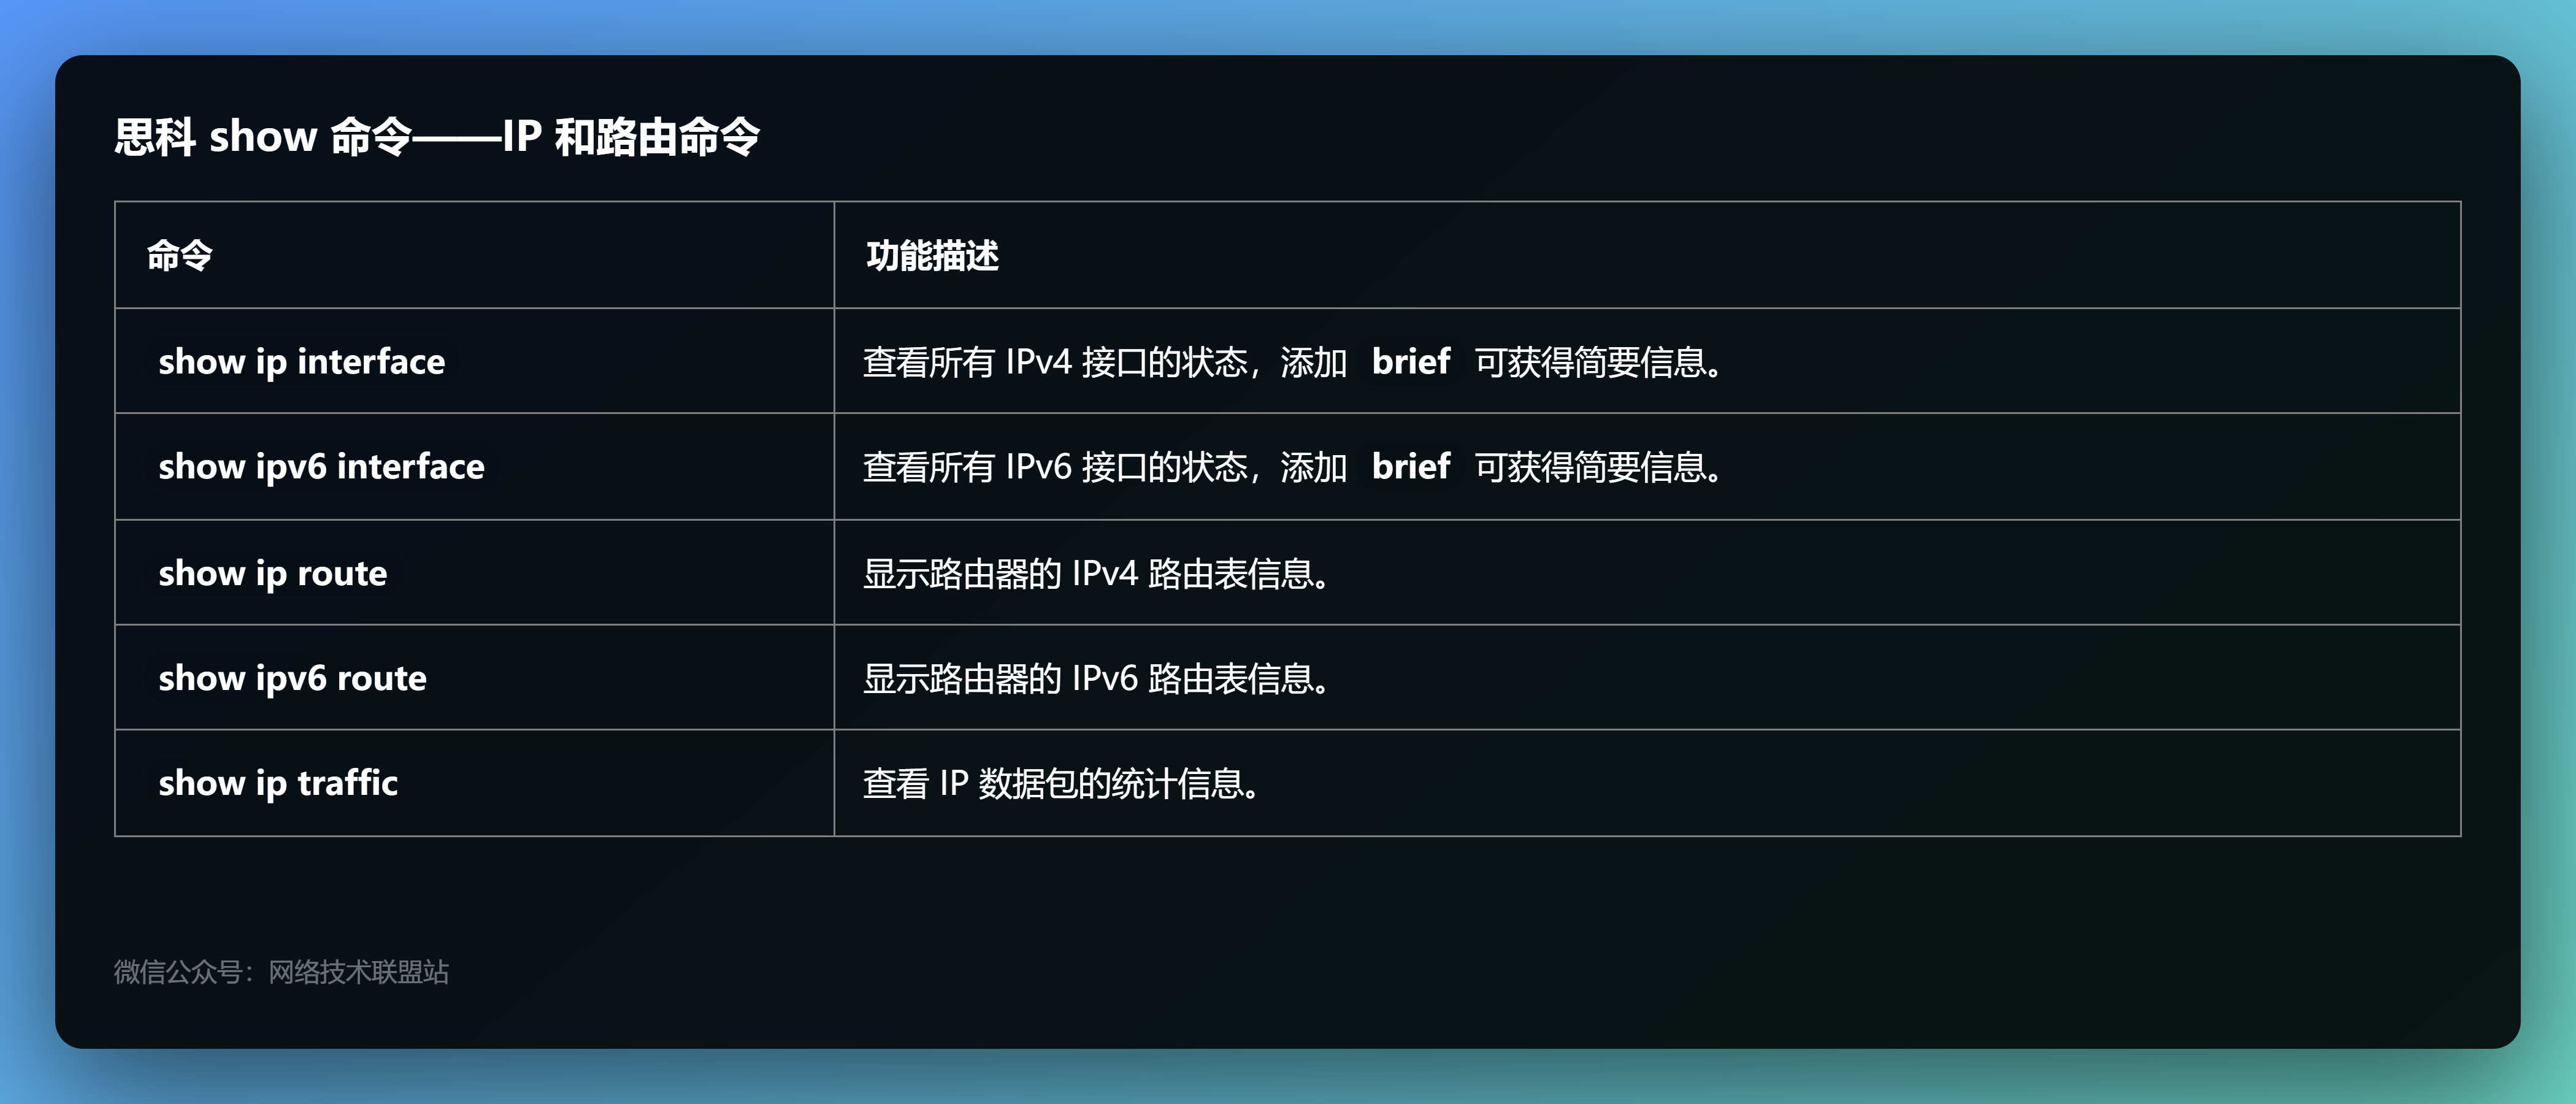 思科 show 命令——IP 和路由命令
命令
功能描述
show ip interface
查看所有 IPv4 接口的状态，添加 brief 可获得简要信息。
show ipv6 interface
查看所有 IPv6 接口的状态，添加 brief 可获得简要信息。
show ip route
显示路由器的 IPv4 路由表信息。
show ipv6 route
显示路由器的 IPv6 路由表信息。
show ip traffic
查看 IP 数据包的统计信息。
微信公众号：网络技术联盟站